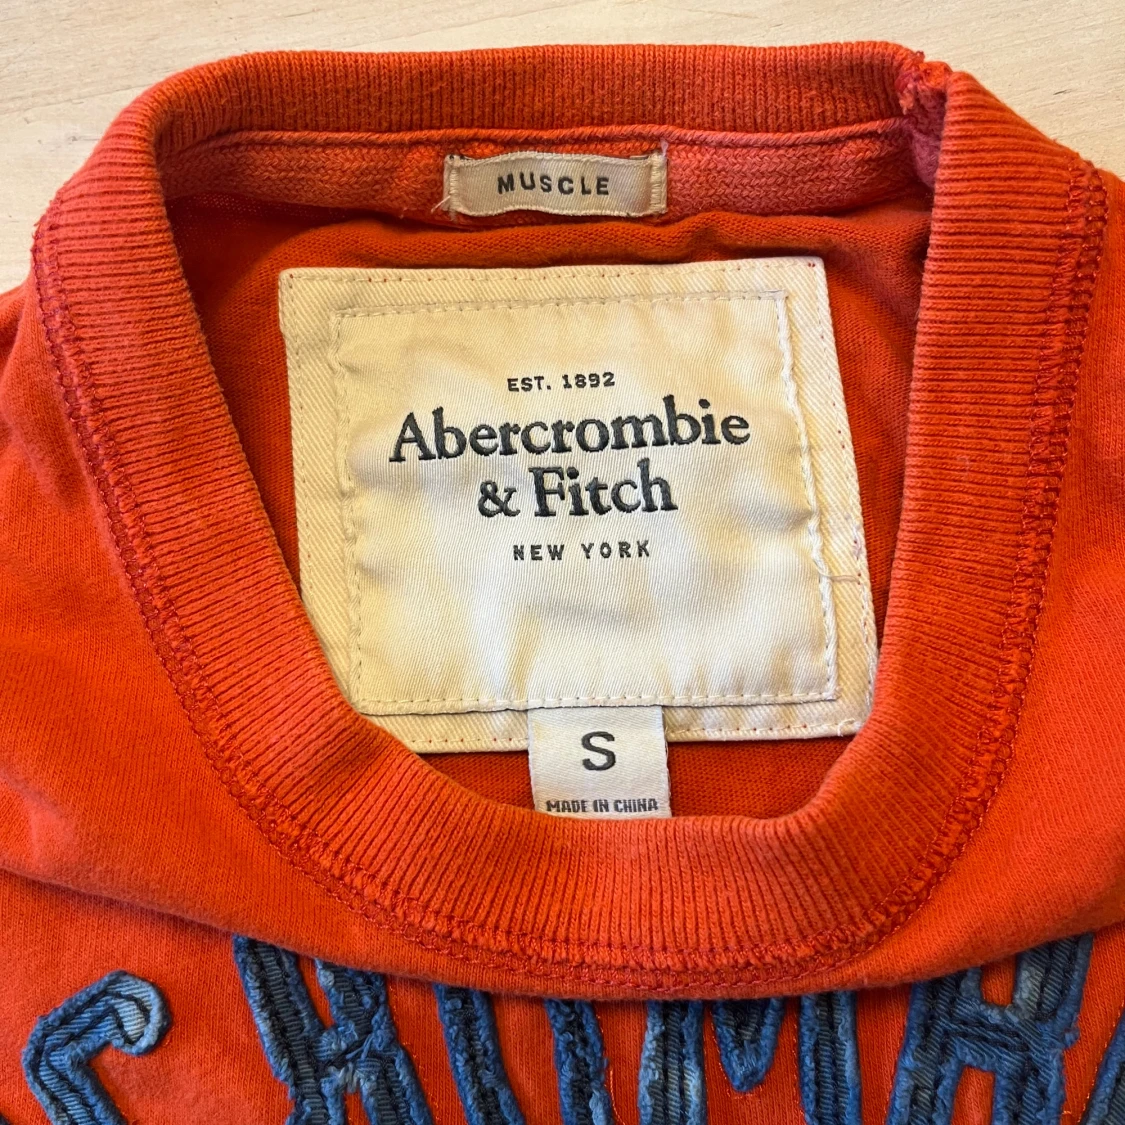 MUSCLE
EST. 1892
Abercrombie
& Fitch
NEW YORK
S
MADE IN CHINA